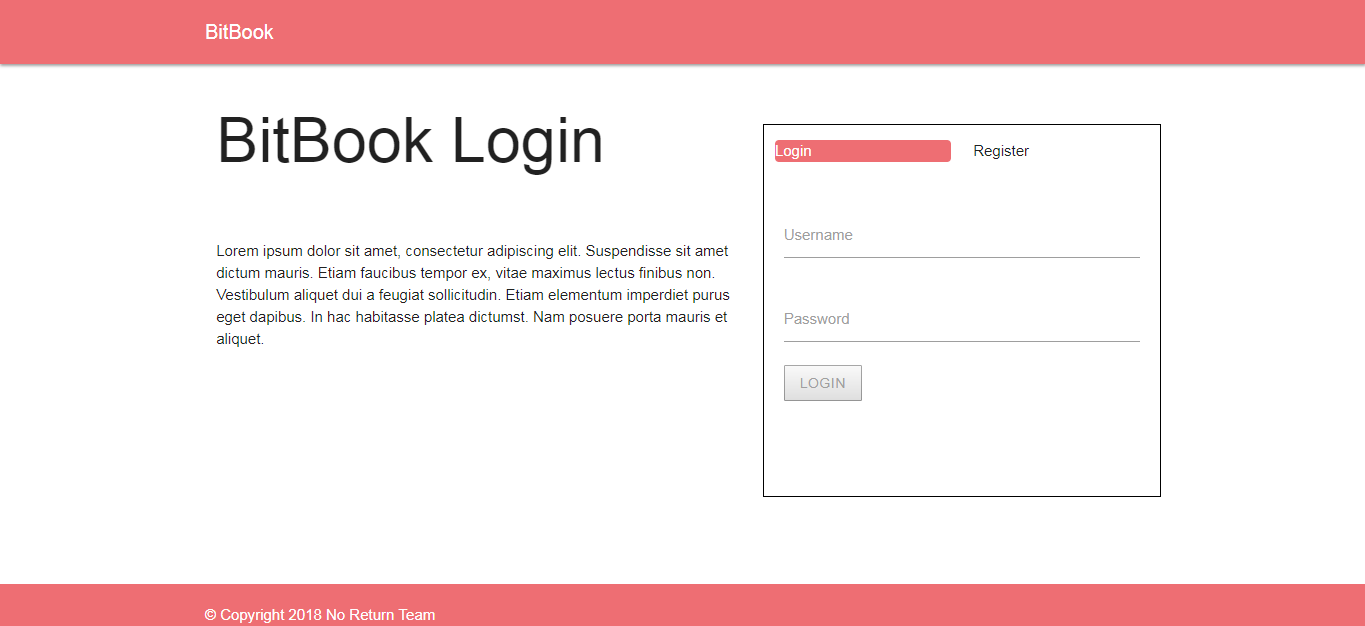 BitBook
BitBook Login
Lorem ipsum dolor sit amet, consectetur adipiscing elit. Suspendisse sit amet
dictum mauris. Etiam faucibus tempor ex, vitae maximus lectus finibus non.
Vestibulum aliquet dui a feugiat sollicitudin. Etiam elementum imperdiet purus
eget dapibus. In hac habitasse platea dictumst. Nam posuere porta mauris et
aliquet.
Login Register
Username
Password
LOGIN
© Copyright 2018 No Return Team